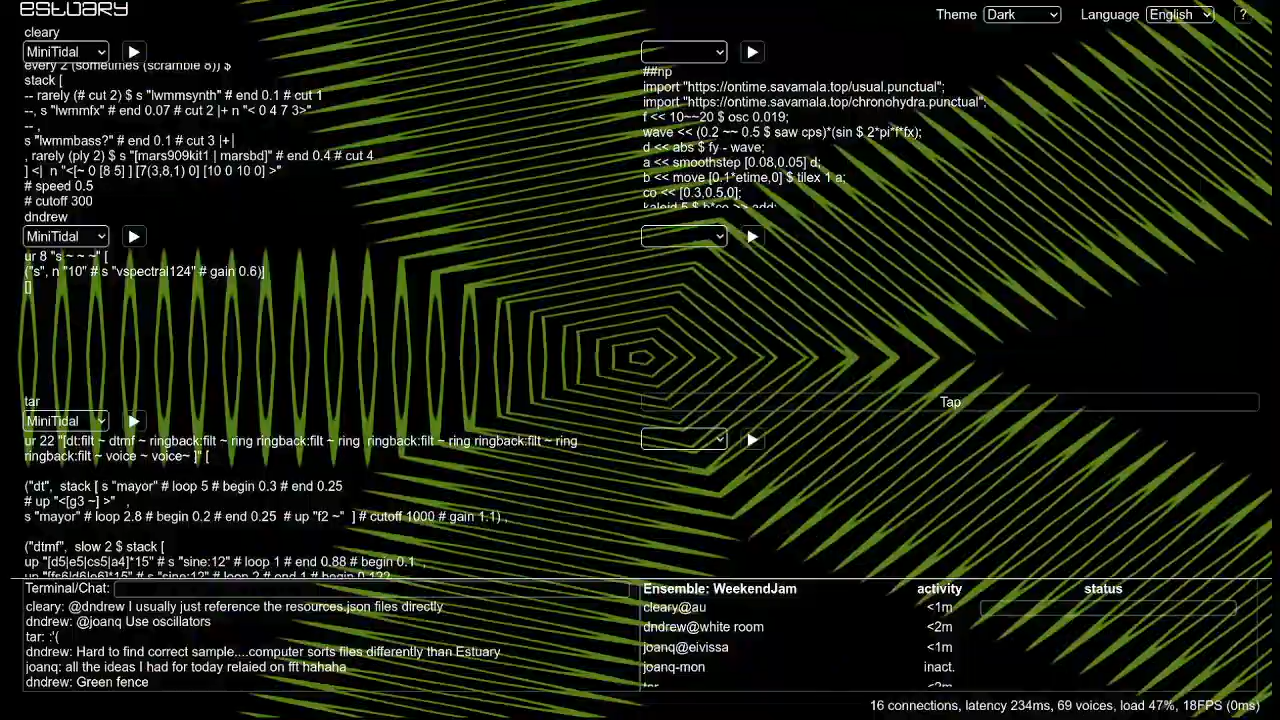 ESTUARY
Theme Dark Language English ?
cleary
MiniTidal
every 2 (sometimes (scramble 8)) $
stack [
-- rarely (# cut 2) $ s "lwmmsynth" # end 0.1 # cut 1
--, s "lwmmfx" # end 0.07 # cut 2 |+ n "< 0 4 7 3>"
-- ,
s "lwmmbass?" # end 0.1 # cut 3 |+|
, rarely (ply 2) $ s "[mars909kit1 | marsbd]" # end 0.4 # cut 4
] <| n "<[~ 0 [8 5] ] [7(3,8,1) 0] [10 0 10 0] >"
# speed 0.5
# cutoff 300
##np
import "https://ontime.savamala.top/usual.punctual";
import "https://ontime.savamala.top/chronohydra.punctual";
f << 10~~20 $ osc 0.019;
wave << (0.2 ~~ 0.5 $ saw cps)*(sin $ 2*pi*f*fx);
d << abs $ fy - wave;
a << smoothstep [0.08,0.05] d;
b << move [0.1*etime,0] $ tilex 1 a;
co << [0.3,0.5,0];
kaleid 5 $ b*co >> add;
dndrew
MiniTidal
ur 8 "s ~ ~ ~" [
("s", n "10" # s "vspectral124" # gain 0.6)]
[]
tar
MiniTidal
ur 22 "[dt:filt ~ dtmf ~ ringback:filt ~ ring ringback:filt ~ ring  ringback:filt ~ ring ringback:filt ~ ring
ringback:filt ~ voice ~ voice~ ]" [
("dt",  stack [ s "mayor" # loop 5 # begin 0.3 # end 0.25
# up "<[g3 ~] >"   ,
s "mayor" # loop 2.8 # begin 0.2 # end 0.25  # up "f2 ~"  ] # cutoff 1000 # gain 1.1) ,
("dtmf",  slow 2 $ stack [
up "[d5|e5|cs5|a4]*15" # s "sine:12" # loop 1 # end 0.88 # begin 0.1  ,
Tap
Terminal/Chat:
cleary: @dndrew I usually just reference the resources.json files directly
dndrew: @joanq Use oscillators
tar: :'(
dndrew: Hard to find correct sample....computer sorts files differently than Estuary
joanq: all the ideas I had for today relaied on fft hahaha
dndrew: Green fence
Ensemble: WeekendJam activity status
cleary@au <1m
dndrew@white room <2m
joanq@eivissa <1m
joanq-mon inact.
tar <2m
16 connections, latency 234ms, 69 voices, load 47%, 18FPS (0ms)